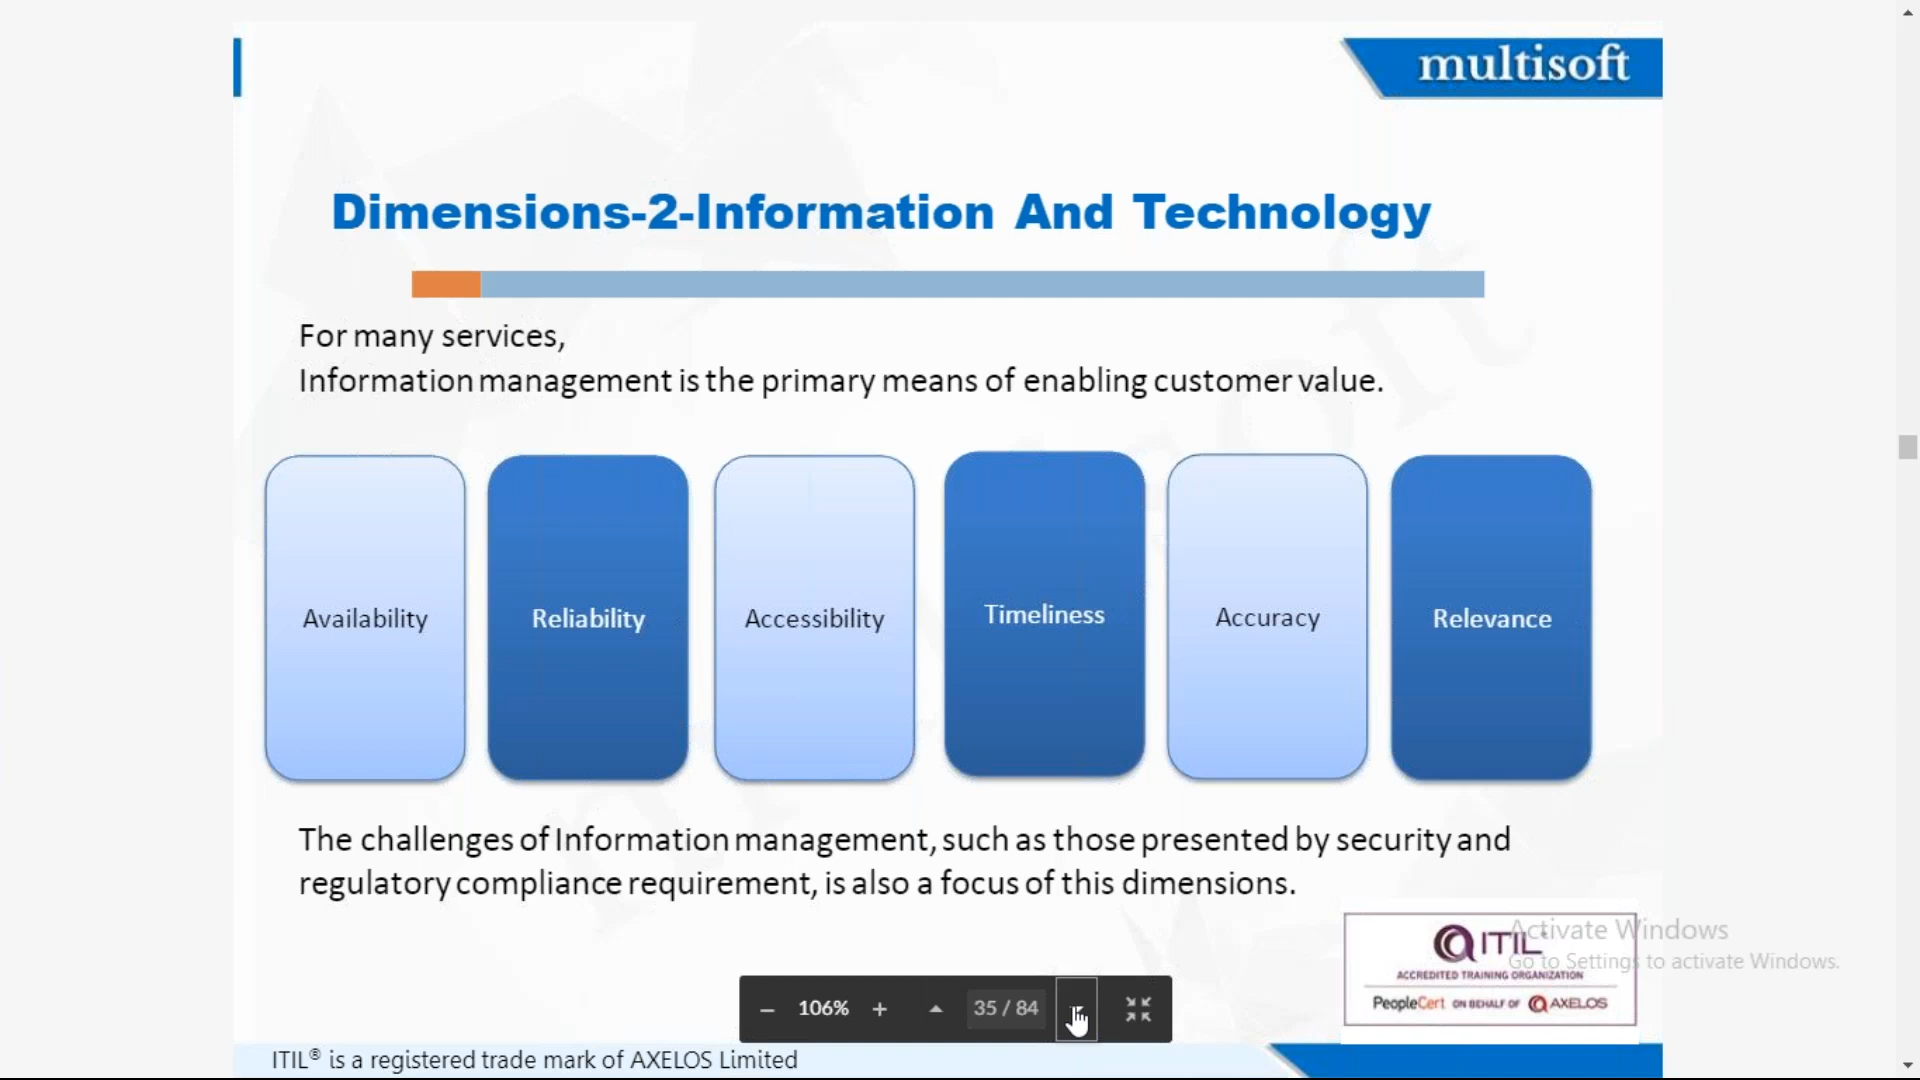 multisoft
Dimensions-2-Information And Technology
For many services,
Information management is the primary means of enabling customer value.
Availability
Reliability
Accessibility
Timeliness
Accuracy
Relevance
The challenges of Information management, such as those presented by security and
regulatory compliance requirement, is also a focus of this dimensions.
ITIL
ACCREDITED TRAINING ORGANIZATION
PeopleCert ON BEHALF OF AXELOS
Activate Windows
Go to Settings to activate Windows.
106%
35 / 84
ITIL® is a registered trade mark of AXELOS Limited